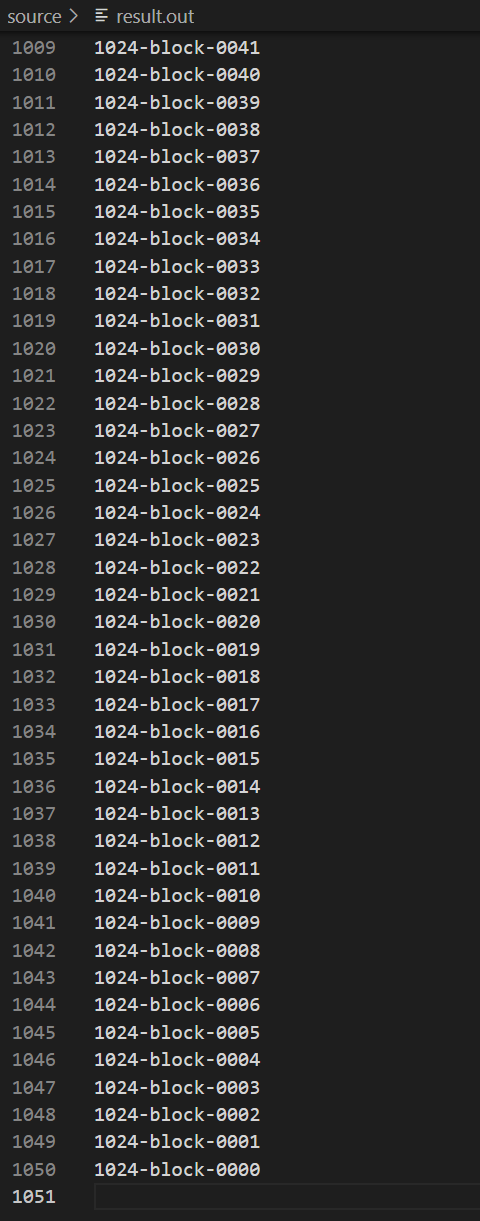 source > result.out
1009 1024-block-0041
1010 1024-block-0040
1011 1024-block-0039
1012 1024-block-0038
1013 1024-block-0037
1014 1024-block-0036
1015 1024-block-0035
1016 1024-block-0034
1017 1024-block-0033
1018 1024-block-0032
1019 1024-block-0031
1020 1024-block-0030
1021 1024-block-0029
1022 1024-block-0028
1023 1024-block-0027
1024 1024-block-0026
1025 1024-block-0025
1026 1024-block-0024
1027 1024-block-0023
1028 1024-block-0022
1029 1024-block-0021
1030 1024-block-0020
1031 1024-block-0019
1032 1024-block-0018
1033 1024-block-0017
1034 1024-block-0016
1035 1024-block-0015
1036 1024-block-0014
1037 1024-block-0013
1038 1024-block-0012
1039 1024-block-0011
1040 1024-block-0010
1041 1024-block-0009
1042 1024-block-0008
1043 1024-block-0007
1044 1024-block-0006
1045 1024-block-0005
1046 1024-block-0004
1047 1024-block-0003
1048 1024-block-0002
1049 1024-block-0001
1050 1024-block-0000
1051